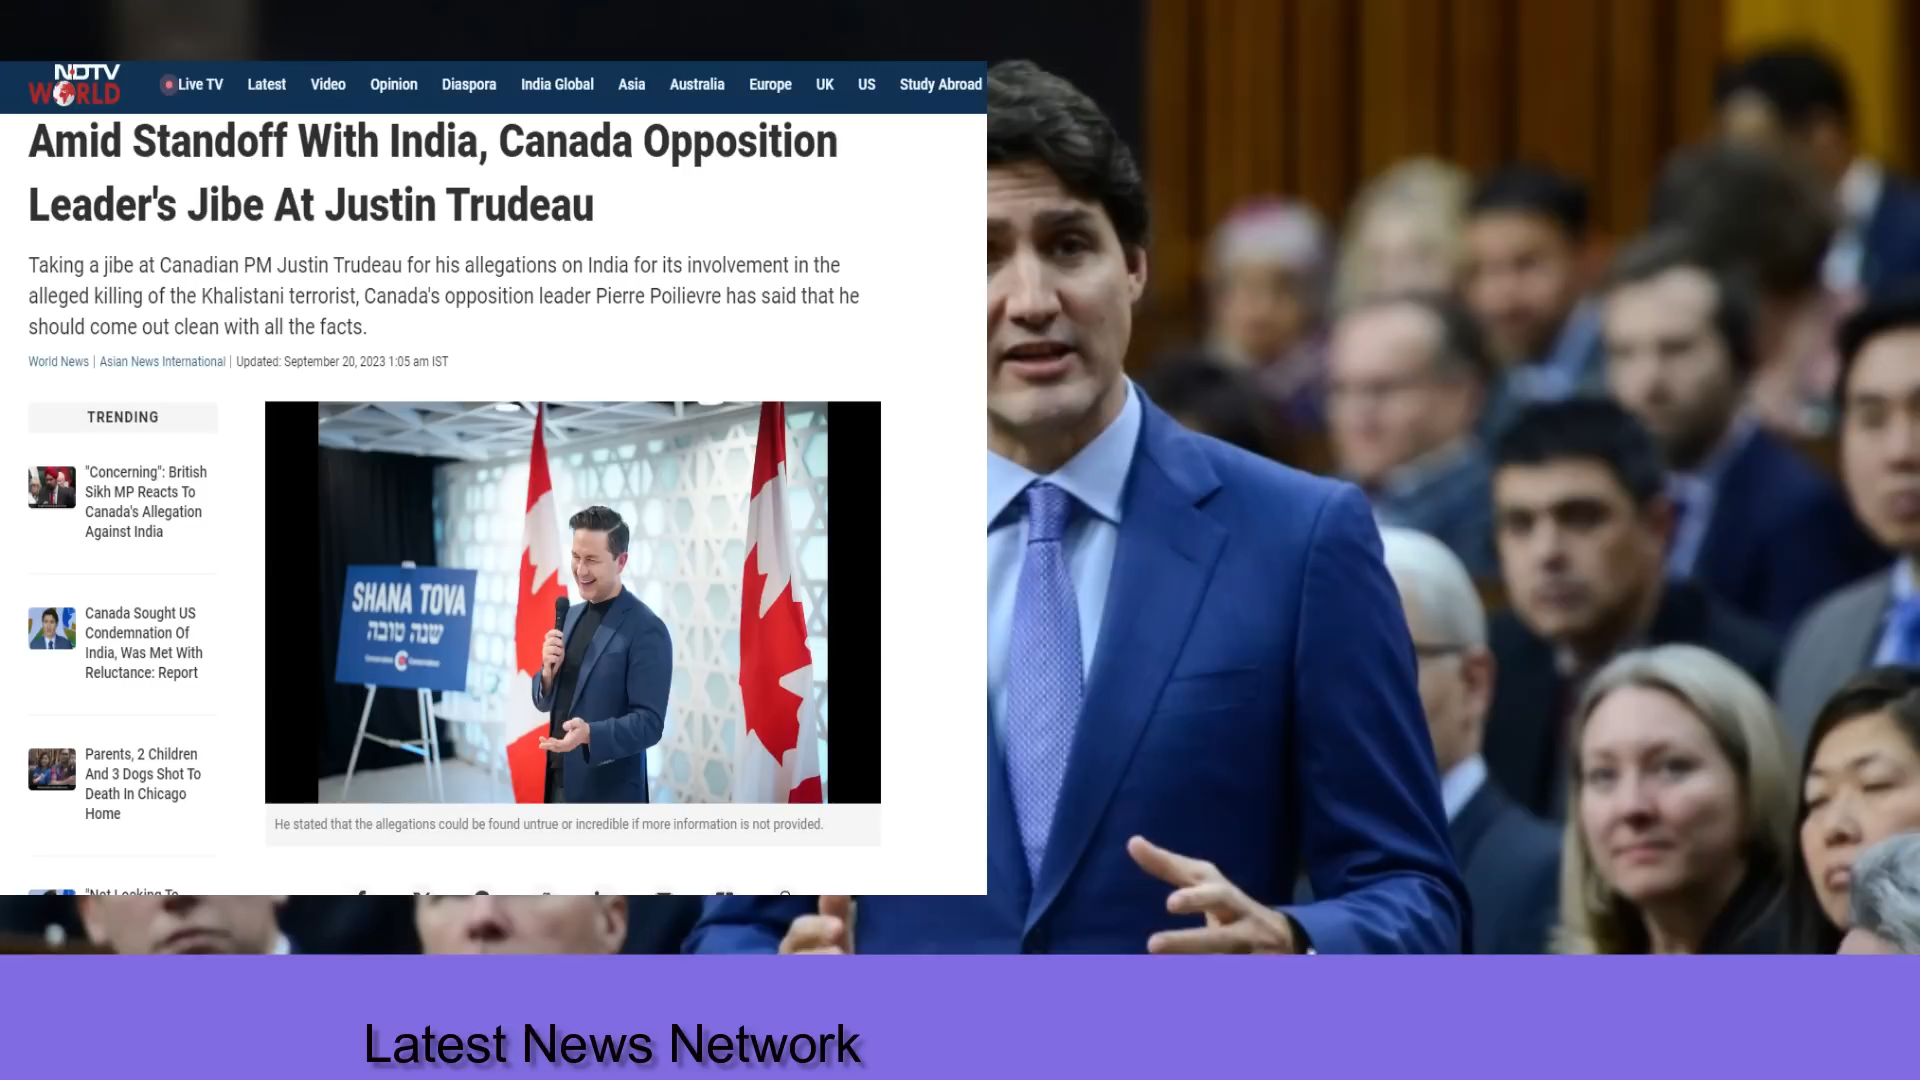 NDTV
WORLD
Live TV Latest Video Opinion Diaspora India Global Asia Australia Europe UK US Study Abroad
Amid Standoff With India, Canada Opposition
Leader's Jibe At Justin Trudeau
Taking a jibe at Canadian PM Justin Trudeau for his allegations on India for its involvement in the
alleged killing of the Khalistani terrorist, Canada's opposition leader Pierre Poilievre has said that he
should come out clean with all the facts.
World News | Asian News International | Updated: September 20, 2023 1:05 am IST
TRENDING
"Concerning": British
Sikh MP Reacts To
Canada's Allegation
Against India
Canada Sought US
Condemnation Of
India, Was Met With
Reluctance: Report
Parents, 2 Children
And 3 Dogs Shot To
Death In Chicago
Home
"Not Looking To
SHANA TOVA
שנה טובה
He stated that the allegations could be found untrue or incredible if more information is not provided.
Latest News Network